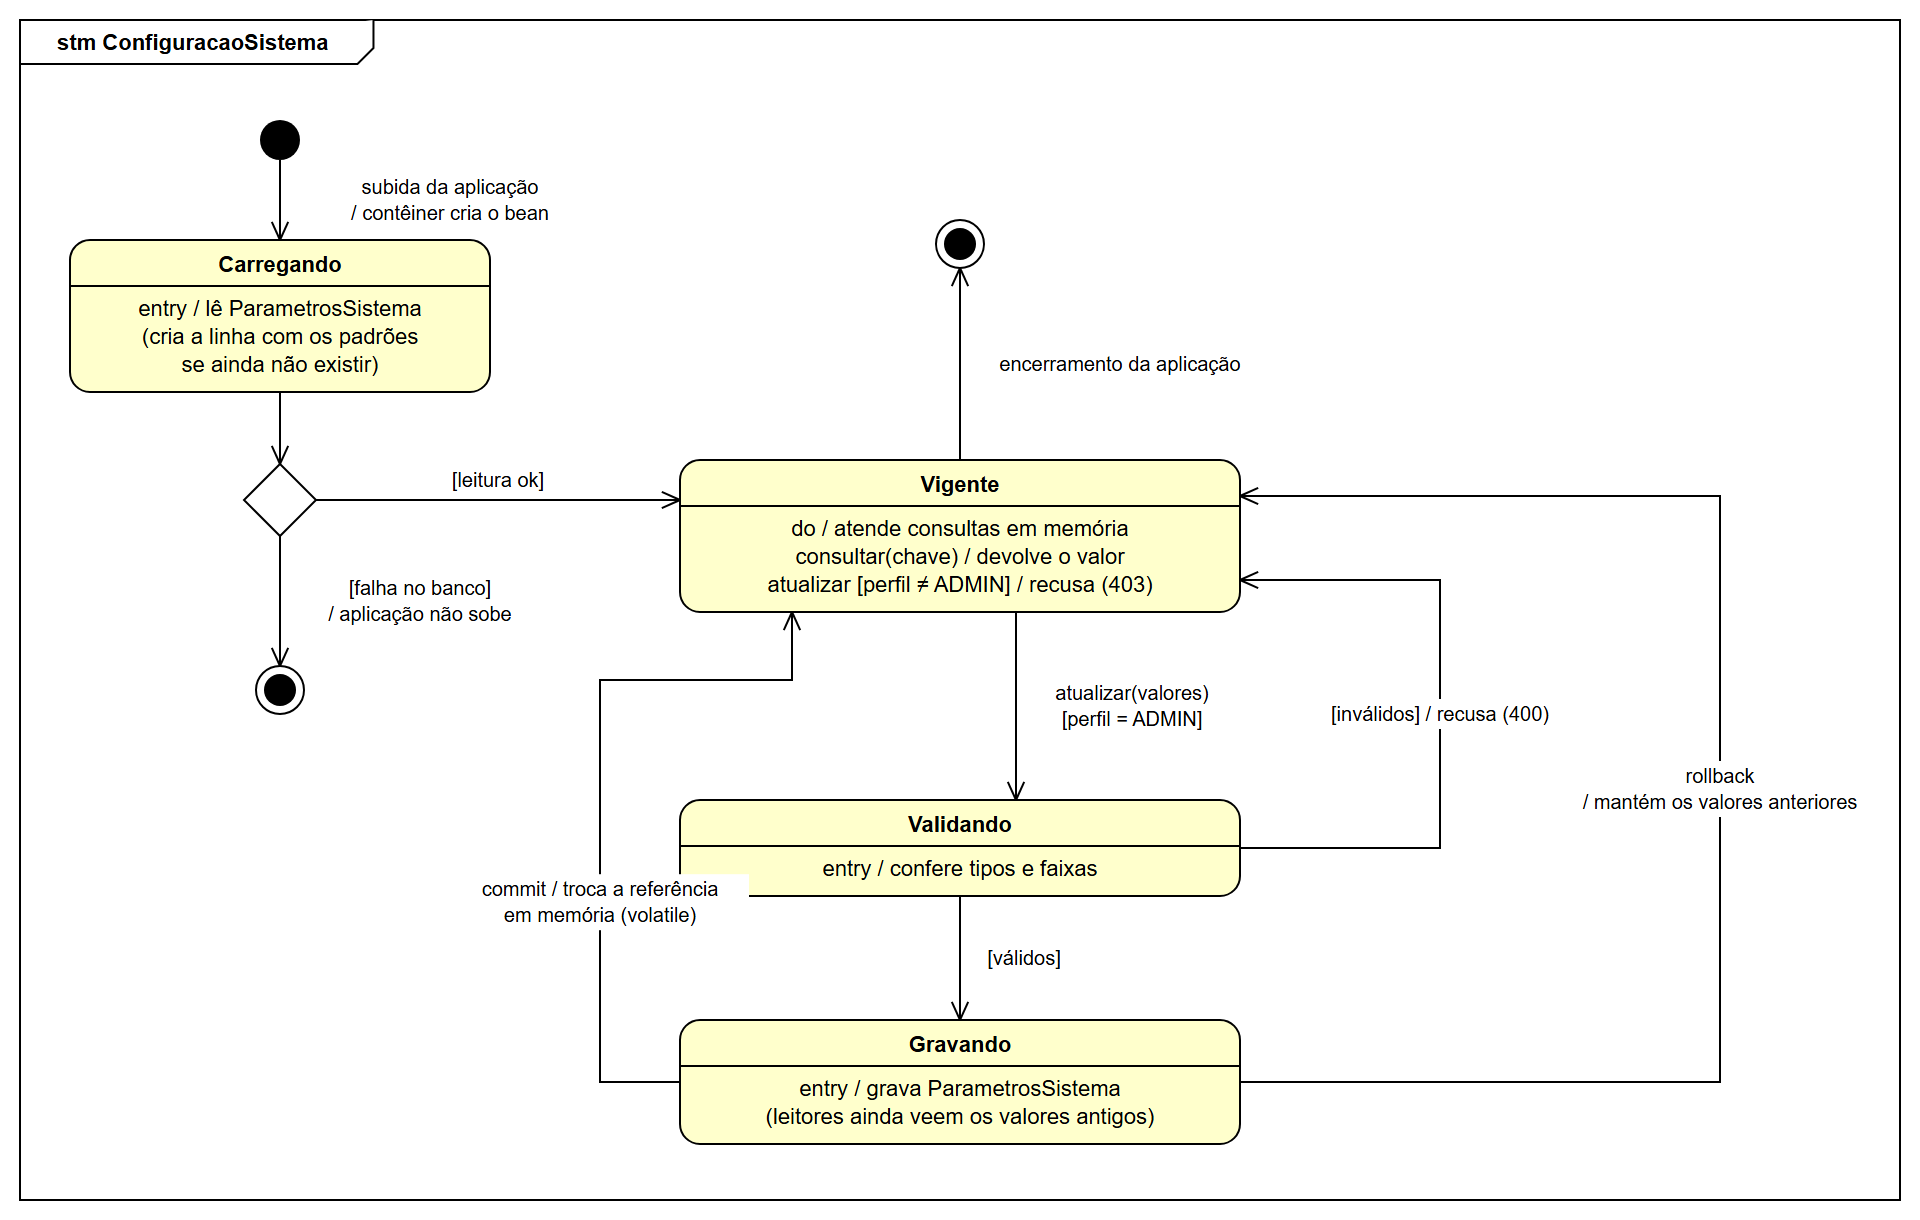 stm ConfiguracaoSistema
subida da aplicação
/ contêiner cria o bean
Carregando
entry / lê ParametrosSistema
(cria a linha com os padrões
se ainda não existir)
encerramento da aplicação
[leitura ok]
Vigente
do / atende consultas em memória
consultar(chave) / devolve o valor
atualizar [perfil ≠ ADMIN] / recusa (403)
[falha no banco]
/ aplicação não sobe
atualizar(valores)
[perfil = ADMIN]
[inválidos] / recusa (400)
rollback
/ mantém os valores anteriores
Validando
entry / confere tipos e faixas
commit / troca a referência
em memória (volatile)
[válidos]
Gravando
entry / grava ParametrosSistema
(leitores ainda veem os valores antigos)